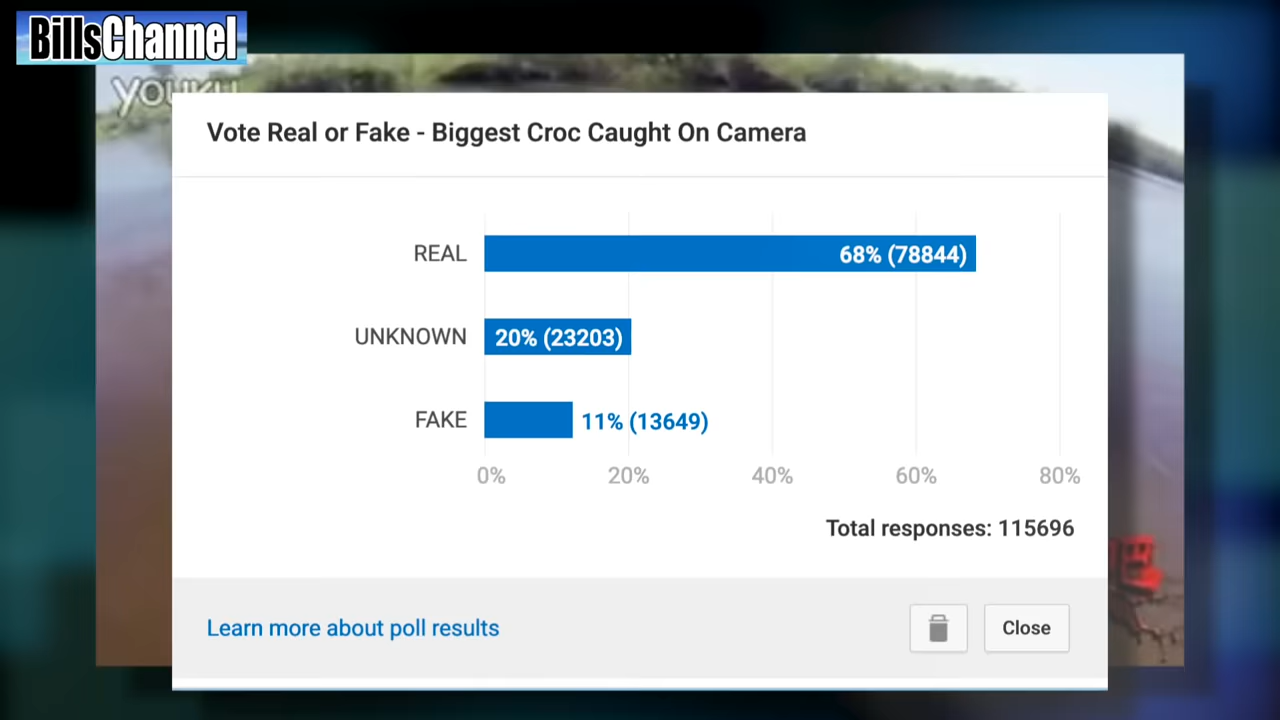 BillsChannel
YOUKU
Vote Real or Fake - Biggest Croc Caught On Camera
REAL 68% (78844)
UNKNOWN 20% (23203)
FAKE 11% (13649)
0% 20% 40% 60% 80%
Total responses: 115696
Learn more about poll results
Close